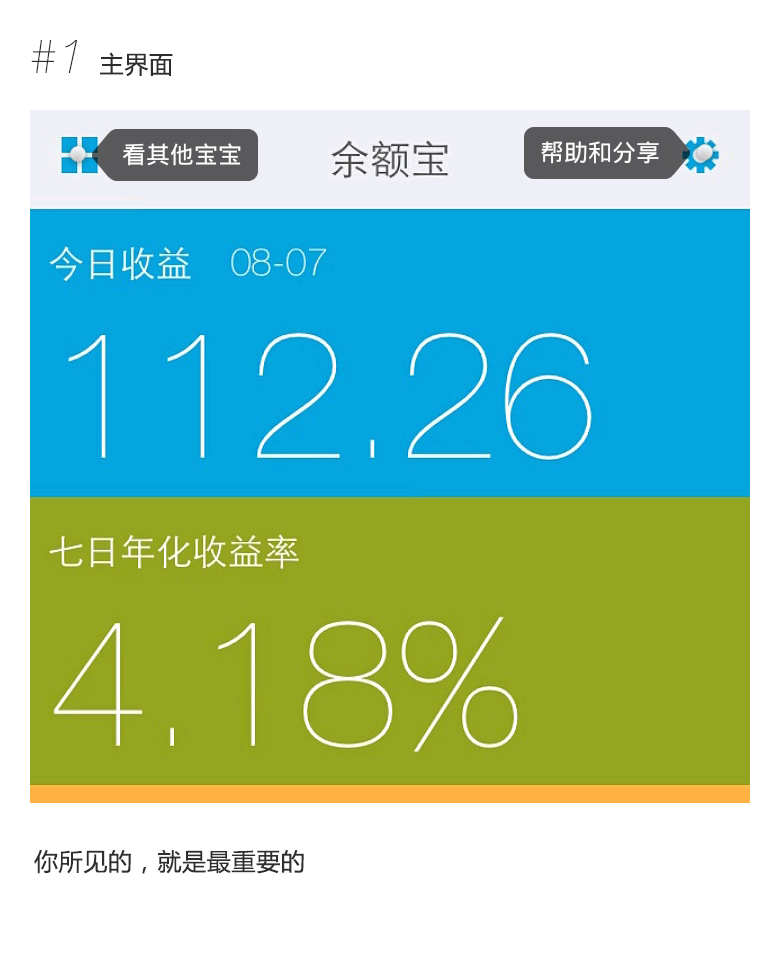 #1 主界面
看其他宝宝 余额宝 帮助和分享
今日收益 08-07
112.26
七日年化收益率
4.18%
你所见的，就是最重要的